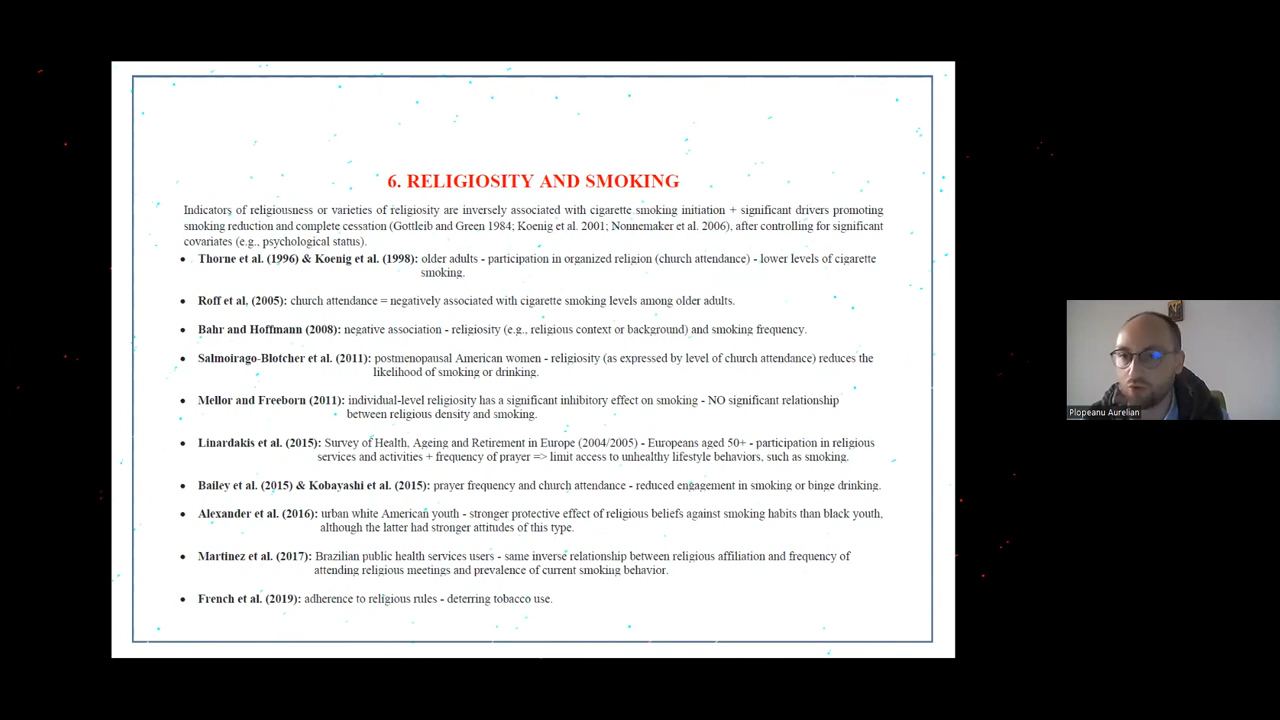 6. RELIGIOSITY AND SMOKING
Indicators of religiousness or varieties of religiosity are inversely associated with cigarette smoking initiation + significant drivers promoting
smoking reduction and complete cessation (Gottleib and Green 1984; Koenig et al. 2001; Nonnemaker et al. 2006), after controlling for significant
covariates (e.g., psychological status).
• Thorne et al. (1996) & Koenig et al. (1998): older adults - participation in organized religion (church attendance) - lower levels of cigarette
smoking.
• Roff et al, (2005): church attendance = negatively associated with cigarette smoking levels among older adults.
• Bahr and Hoffmann (2008): negative association - religiosity (e.g., religious context or background) and smoking frequency.
• Salmoirago-Blotcher et al. (2011): postmenopausal American women - religiosity (as expressed by level of church attendance) reduces the
likelihood of smoking or drinking.
• Mellor and Freeborn (2011): individual-level religiosity has a significant inhibitory effect on smoking - NO significant relationship
between religious density and smoking.
• Linardakis et al. (2015): Survey of Health, Ageing and Retirement in Europe (2004/2005) - Europeans aged 50+ - participation in religious
services and activities + frequency of prayer => limit access to unhealthy lifestyle behaviors, such as smoking.
• Bailey et al. (2015) & Kobayashi et al. (2015): prayer frequency and church attendance - reduced engagement in smoking or binge drinking.
• Alexander et al. (2016): urban white American youth - stronger protective effect of religious beliefs against smoking habits than black youth,
although the latter had stronger attitudes of this type.
• Martinez et al. (2017): Brazilian public health services users - same inverse relationship between religious affiliation and frequency of
attending religious meetings and prevalence of current smoking behavior.
• French et al. (2019): adherence to religious rules - deterring tobacco use.
Plopeanu Aurelian